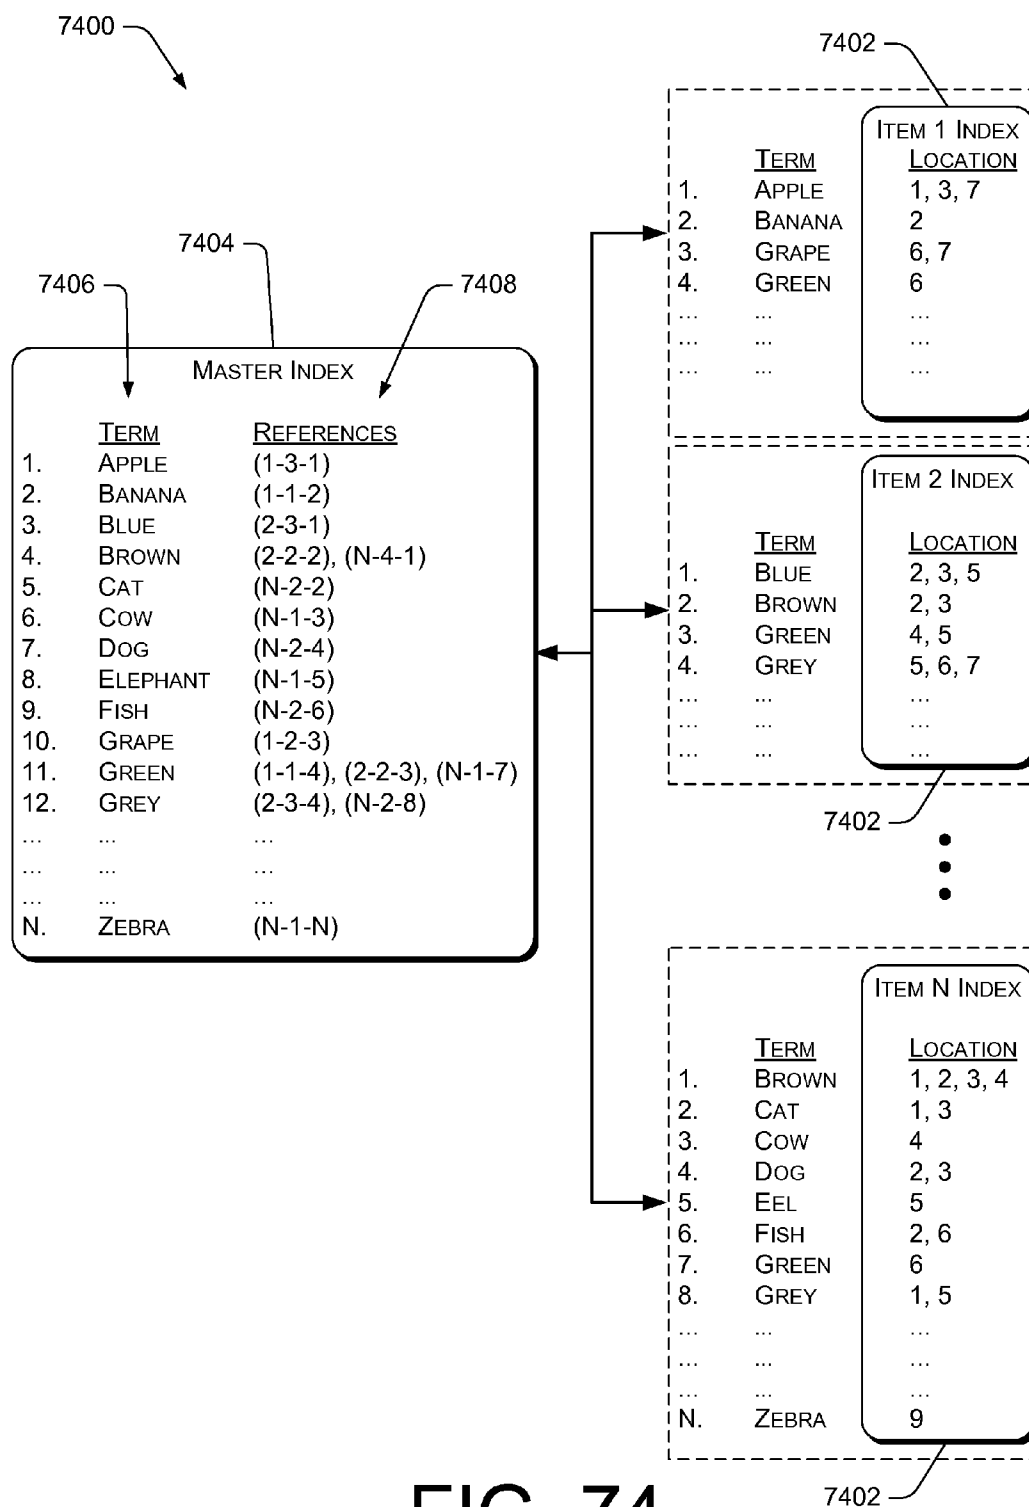 7400
7404
7406
7408
MASTER INDEX
TERM REFERENCES
1. APPLE (1-3-1)
2. BANANA (1-1-2)
3. BLUE (2-3-1)
4. BROWN (2-2-2), (N-4-1)
5. CAT (N-2-2)
6. COW (N-1-3)
7. DOG (N-2-4)
8. ELEPHANT (N-1-5)
9. FISH (N-2-6)
10. GRAPE (1-2-3)
11. GREEN (1-1-4), (2-2-3), (N-1-7)
12. GREY (2-3-4), (N-2-8)
... ... ...
... ... ...
... ... ...
N. ZEBRA (N-1-N)
7402
ITEM 1 INDEX
TERM LOCATION
1. APPLE 1, 3, 7
2. BANANA 2
3. GRAPE 6, 7
4. GREEN 6
... ... ...
... ... ...
... ... ...
ITEM 2 INDEX
TERM LOCATION
1. BLUE 2, 3, 5
2. BROWN 2, 3
3. GREEN 4, 5
4. GREY 5, 6, 7
... ... ...
... ... ...
... ... ...
7402
ITEM N INDEX
TERM LOCATION
1. BROWN 1, 2, 3, 4
2. CAT 1, 3
3. COW 4
4. DOG 2, 3
5. EEL 5
6. FISH 2, 6
7. GREEN 6
8. GREY 1, 5
... ... ...
... ... ...
... ... ...
N. ZEBRA 9
7402
FIG. 74